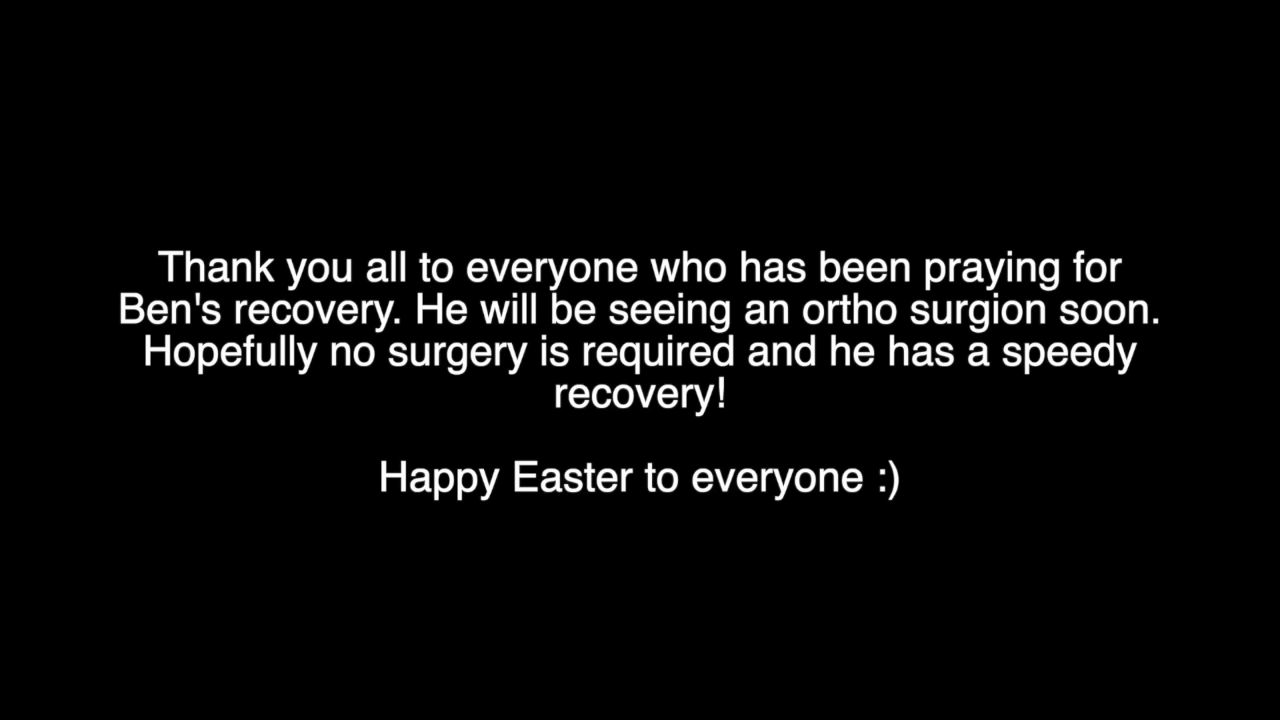 Thank you all to everyone who has been praying for
Ben's recovery. He will be seeing an ortho surgion soon.
Hopefully no surgery is required and he has a speedy
recovery!
Happy Easter to everyone :)